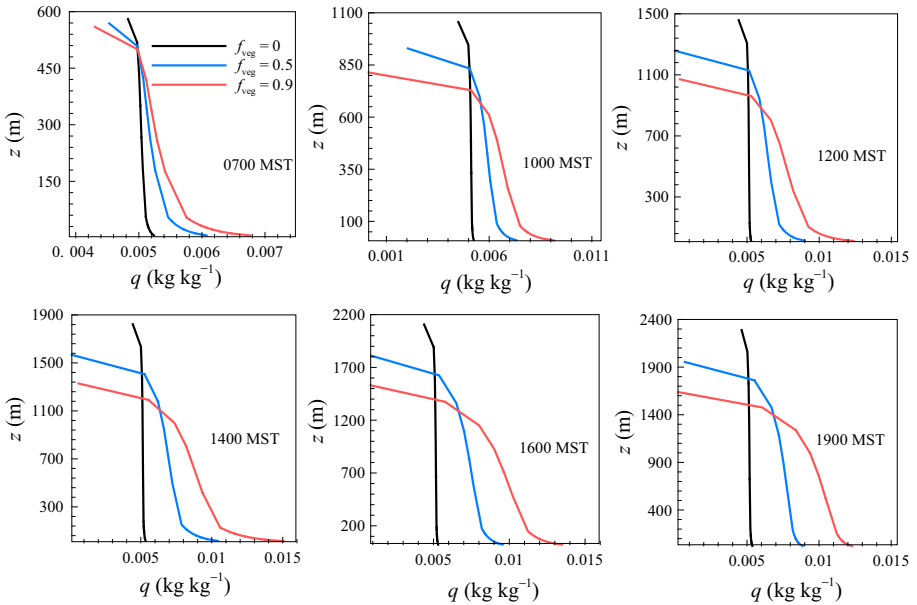 600
450
300
150
z (m)
f_veg = 0
f_veg = 0.5
f_veg = 0.9
0700 MST
0. 004
0.005
0.006
0.007
q (kg kg⁻¹)
1100
850
600
350
100
z (m)
1000 MST
0.001
0.006
0.011
q (kg kg⁻¹)
1500
1100
700
300
z (m)
1200 MST
0.005
0.01
0.015
q (kg kg⁻¹)
1900
1500
1100
700
300
z (m)
1400 MST
0.005
0.01
0.015
q (kg kg⁻¹)
2200
1700
1200
700
200
z (m)
1600 MST
0.005
0.01
0.015
q (kg kg⁻¹)
2400
1900
1400
900
400
z (m)
1900 MST
0.005
0.01
0.015
q (kg kg⁻¹)